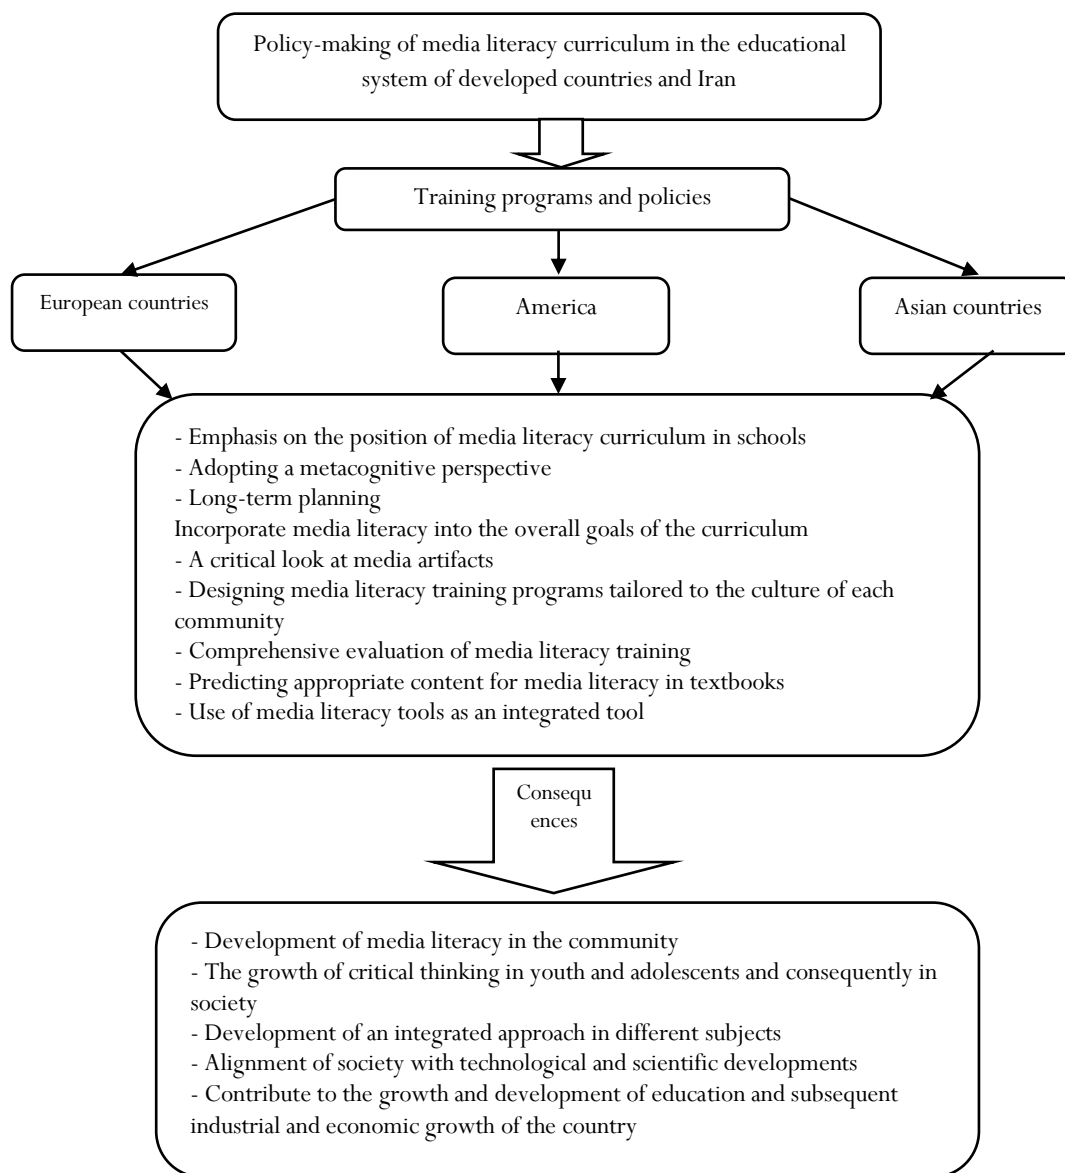 Policy-making of media literacy curriculum in the educational
system of developed countries and Iran
Training programs and policies
European countries
America
Asian countries
- Emphasis on the position of media literacy curriculum in schools
- Adopting a metacognitive perspective
- Long-term planning
Incorporate media literacy into the overall goals of the curriculum
- A critical look at media artifacts
- Designing media literacy training programs tailored to the culture of each
community
- Comprehensive evaluation of media literacy training
- Predicting appropriate content for media literacy in textbooks
- Use of media literacy tools as an integrated tool
Consequ
ences
- Development of media literacy in the community
- The growth of critical thinking in youth and adolescents and consequently in
society
- Development of an integrated approach in different subjects
- Alignment of society with technological and scientific developments
- Contribute to the growth and development of education and subsequent
industrial and economic growth of the country